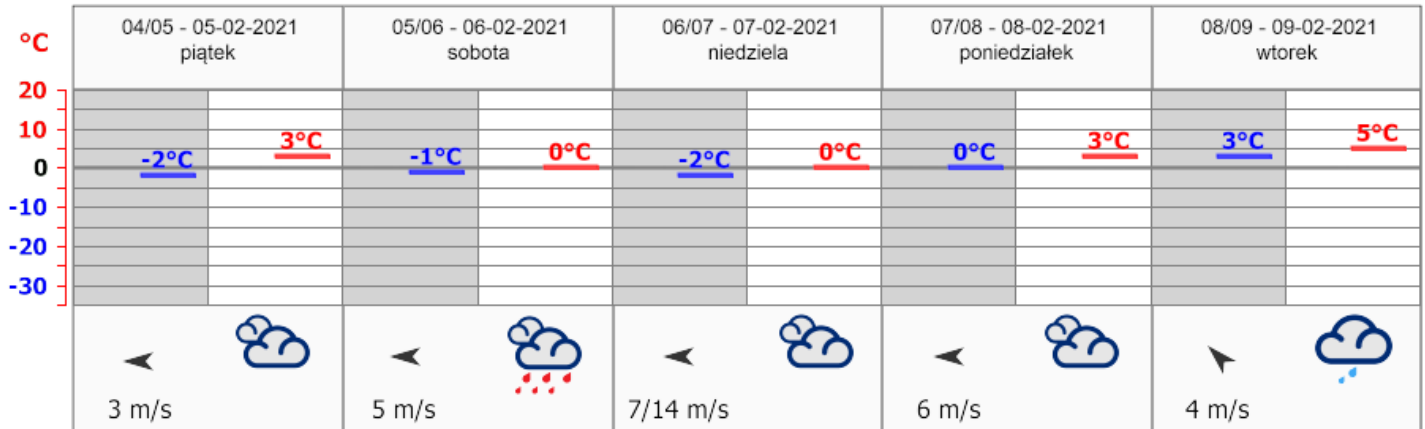 °C
04/05 - 05-02-2021
piątek
05/06 - 06-02-2021
sobota
06/07 - 07-02-2021
niedziela
07/08 - 08-02-2021
poniedziałek
08/09 - 09-02-2021
wtorek
20
10
0
-10
-20
-30
-2°C
3°C
-1°C
0°C
-2°C
0°C
0°C
3°C
3°C
5°C
3 m/s
5 m/s
7/14 m/s
6 m/s
4 m/s